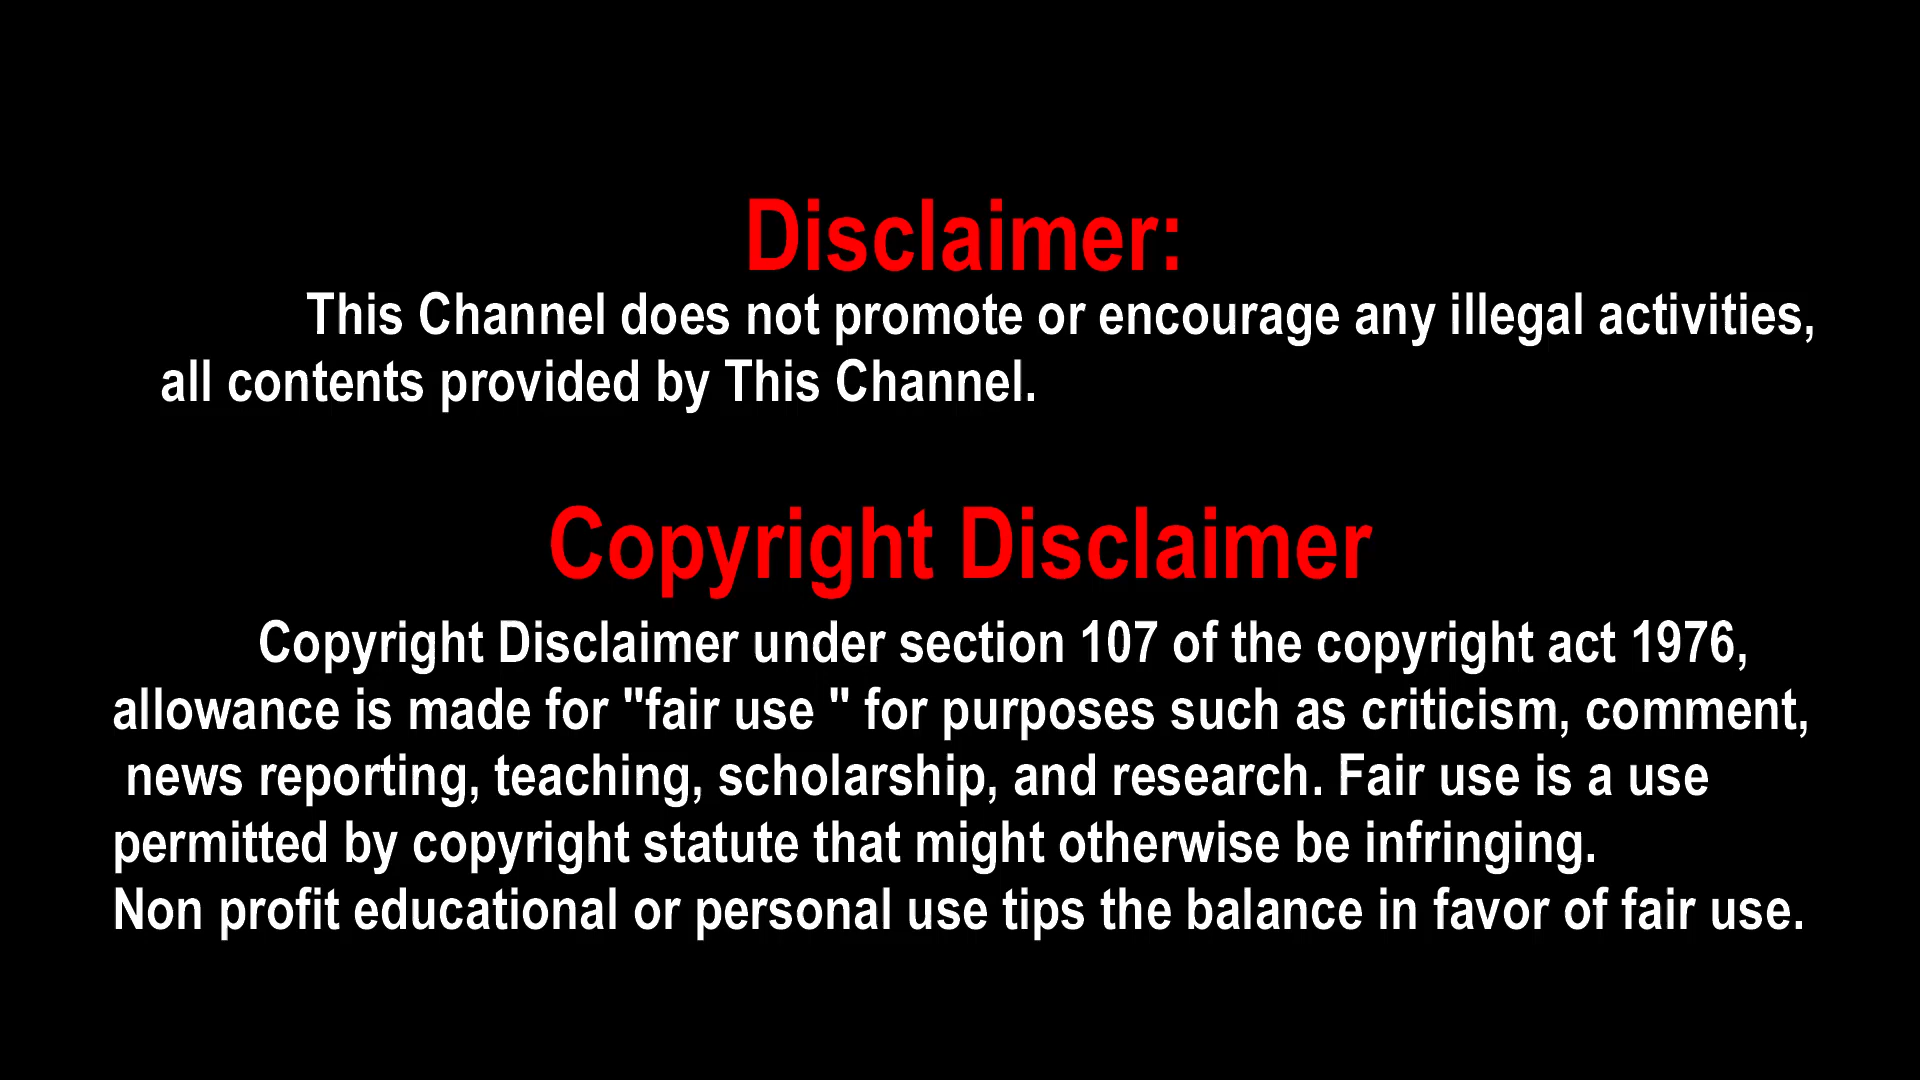 Disclaimer:
This Channel does not promote or encourage any illegal activities,
all contents provided by This Channel.
Copyright Disclaimer
Copyright Disclaimer under section 107 of the copyright act 1976,
allowance is made for "fair use " for purposes such as criticism, comment,
news reporting, teaching, scholarship, and research. Fair use is a use
permitted by copyright statute that might otherwise be infringing.
Non profit educational or personal use tips the balance in favor of fair use.